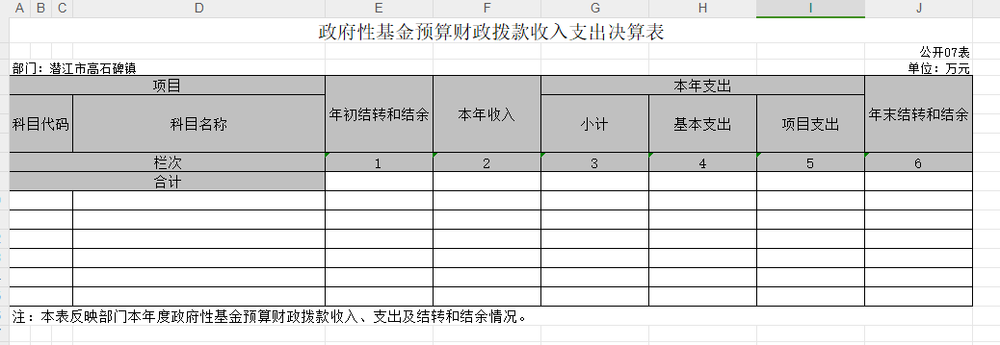 A B C D E F G H I J
政府性基金预算财政拨款收入支出决算表
公开07表
部门：潜江市高石碑镇 单位：万元
项目 年初结转和结余 本年收入 本年支出 年末结转和结余
科目代码 科目名称 小计 基本支出 项目支出
栏次 1 2 3 4 5 6
合计
注：本表反映部门本年度政府性基金预算财政拨款收入、支出及结转和结余情况。